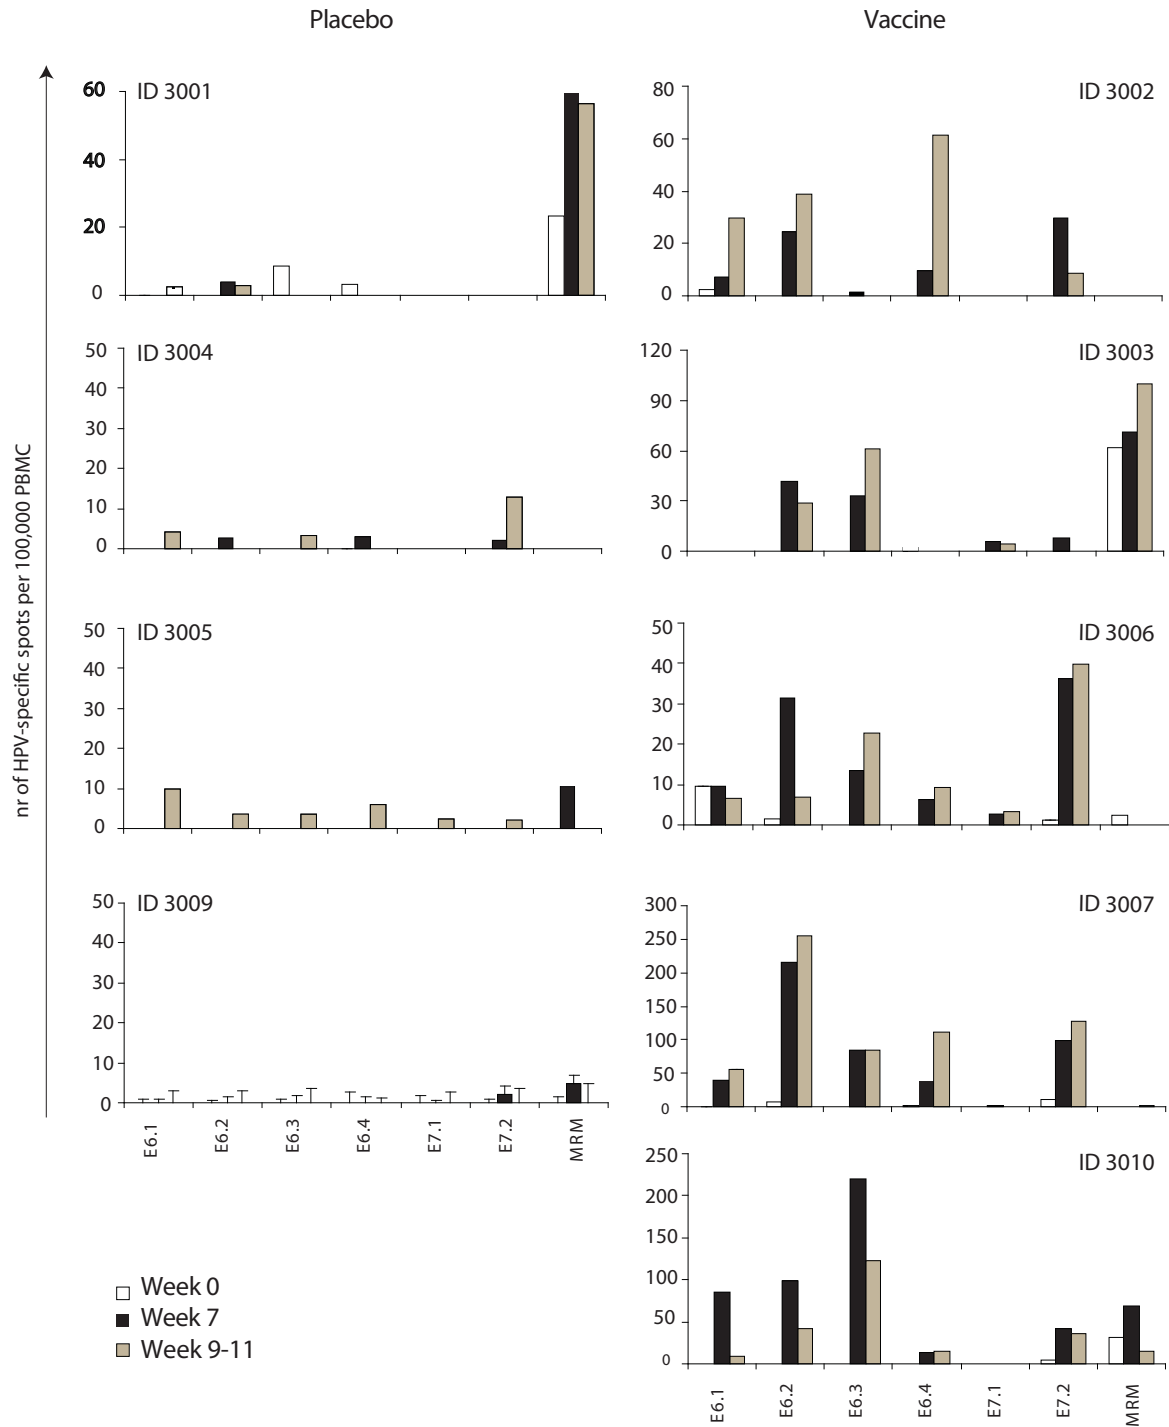 Placebo
Vaccine
nr of HPV-specific spots per 100,000 PBMC
ID 3001
60
40
20
0
ID 3002
80
60
40
20
0
ID 3004
50
40
30
20
10
0
ID 3003
120
90
60
30
0
ID 3005
50
40
30
20
10
0
ID 3006
50
40
30
20
10
0
ID 3009
50
40
30
20
10
0
E6.1
E6.2
E6.3
E6.4
E7.1
E7.2
MRM
ID 3007
300
250
200
150
100
50
0
ID 3010
250
200
150
100
50
0
E6.1
E6.2
E6.3
E6.4
E7.1
E7.2
MRM
Week 0
Week 7
Week 9-11